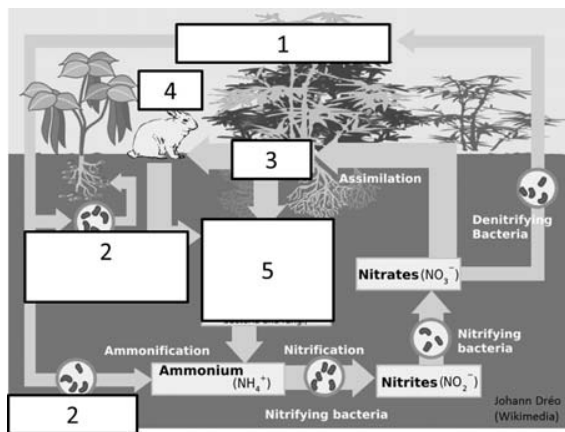 1
4
3
Assimilation
2
5
Denitrifying
Bacteria
Nitrates (NO₃⁻)
Ammonification
Nitrification
Nitrifying
bacteria
Ammonium
(NH₄⁺)
Nitrites (NO₂⁻)
2
Nitrifying bacteria
Johann Dréo
(Wikimedia)